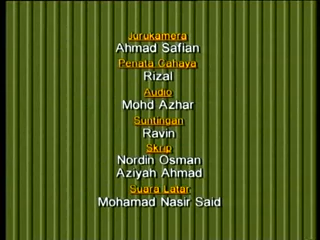 Jurukamera
Ahmad Safian
Penata Cahaya
Rizal
Audio
Mohd Azhar
Suntingan
Ravin
Skrip
Nordin Osman
Aziyah Ahmad
Suara Latar
Mohamad Nasir Said